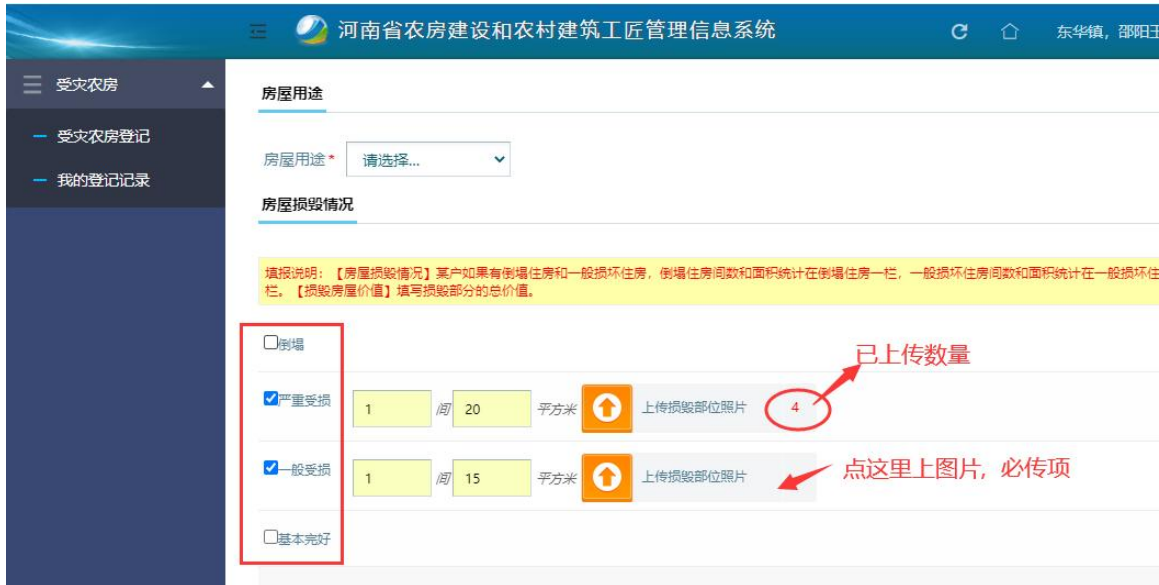 河南省农房建设和农村建筑工匠管理信息系统
东华镇，邵阳王
受灾农房
受灾农房登记
我的登记记录
房屋用途
房屋用途* 请选择...
房屋损毁情况
填报说明：【房屋损毁情况】某户如果有倒塌住房和一般损坏住房，倒塌住房间数和面积统计在倒塌住房一栏，一般损坏住房间数和面积统计在一般损坏住
栏。【损毁房屋价值】填写损毁部分的总价值。
倒塌
已上传数量
严重受损 1 间 20 平方米 上传损毁部位照片 4
一般受损 1 间 15 平方米 上传损毁部位照片 点这里上图片，必传项
基本完好